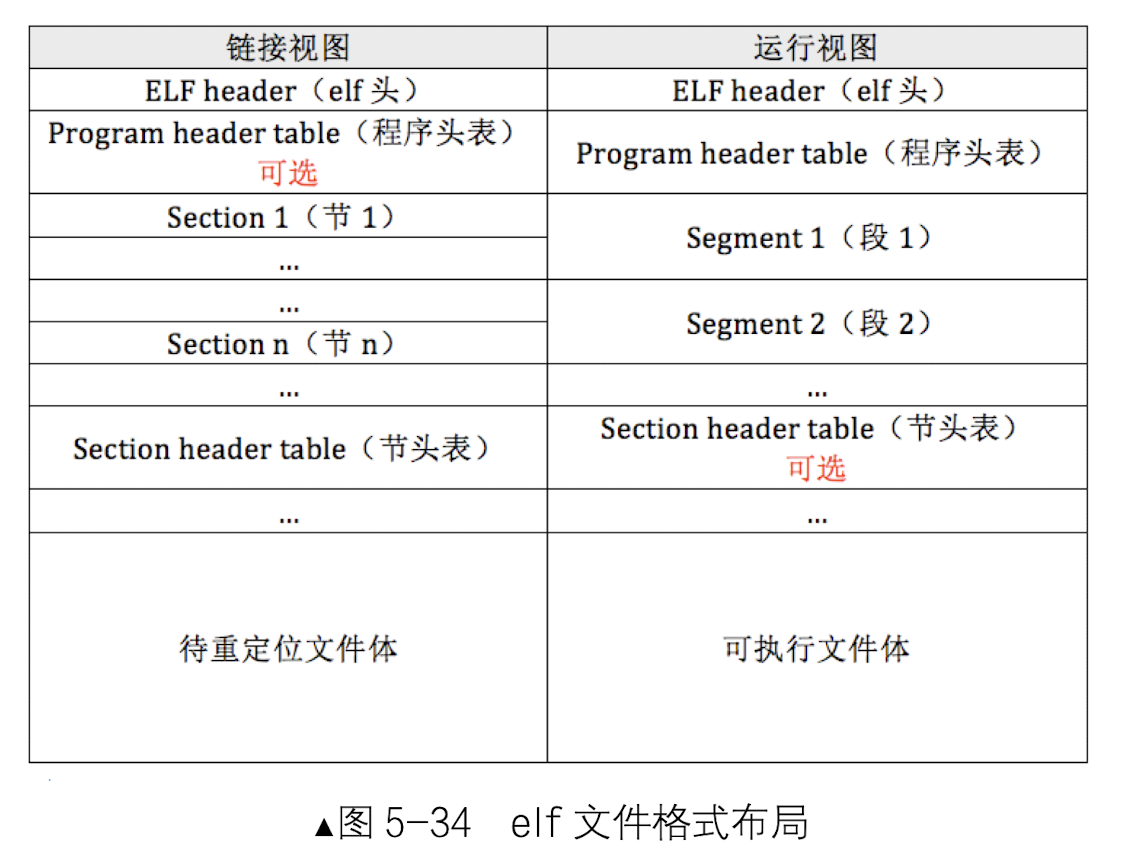 链接视图
运行视图
ELF header（elf 头）
ELF header（elf 头）
Program header table（程序头表）
可选
Program header table（程序头表）
Section 1（节 1）
Segment 1（段 1）
...
...
Segment 2（段 2）
Section n（节 n）
...
...
Section header table（节头表）
Section header table（节头表）
可选
...
...
待重定位文件体
可执行文件体
▲图 5-34 elf 文件格式布局